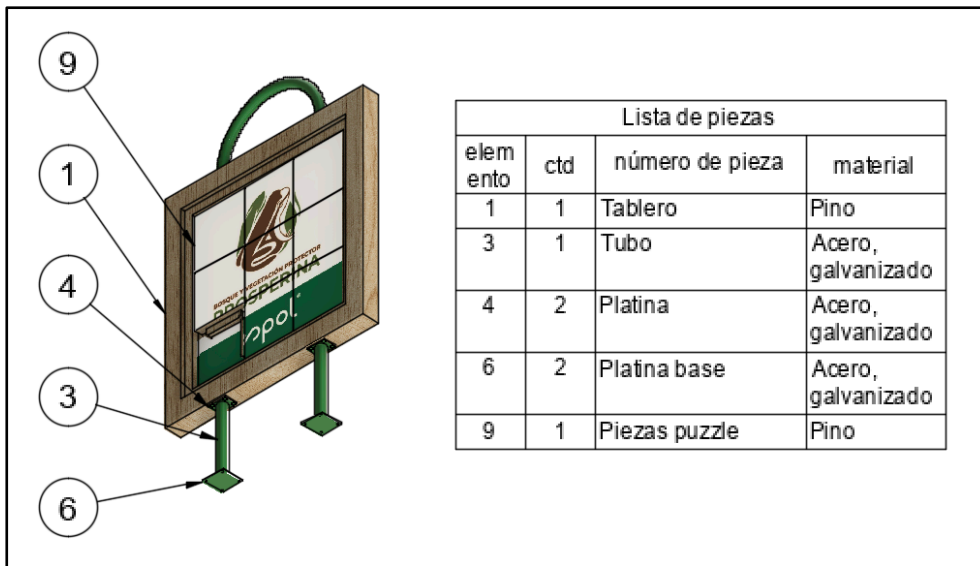 9
1
4
3
6
BOSQUE Y VEGETACIÓN PROTECTOR
PROSPERINA
spol
Lista de piezas
elem
ento ctd número de pieza material
1 1 Tablero Pino
3 1 Tubo Acero,
galvanizado
4 2 Platina Acero,
galvanizado
6 2 Platina base Acero,
galvanizado
9 1 Piezas puzzle Pino